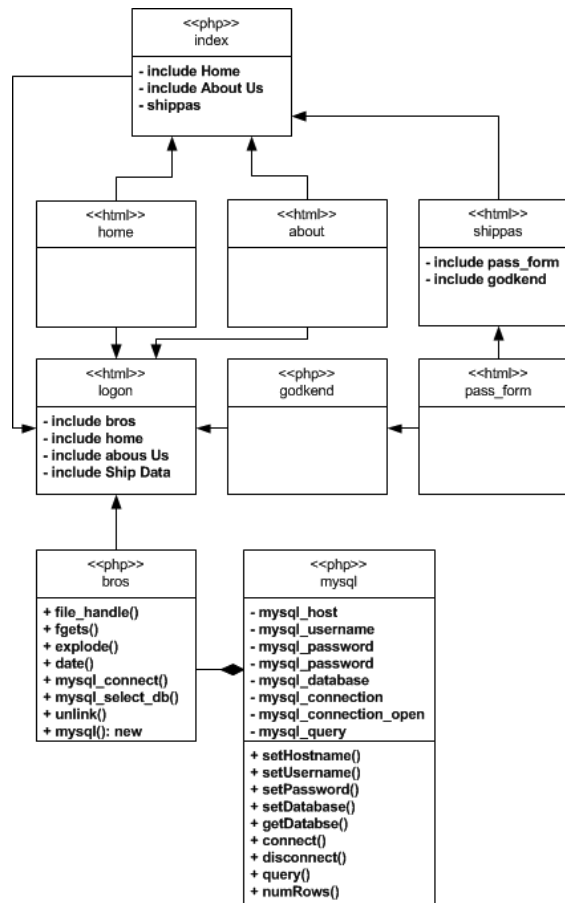 <<php>>
index
- include Home
- include About Us
- shippas
<<html>>
home
<<html>>
about
<<html>>
shippas
- include pass_form
- include godkend
<<html>>
logon
- include bros
- include home
- include abous Us
- include Ship Data
<<php>>
godkend
<<html>>
pass_form
<<php>>
bros
+ file_handle()
+ fgets()
+ explode()
+ date()
+ mysql_connect()
+ mysql_select_db()
+ unlink()
+ mysql(): new
<<php>>
mysql
- mysql_host
- mysql_username
- mysql_password
- mysql_password
- mysql_database
- mysql_connection
- mysql_connection_open
- mysql_query
+ setHostname()
+ setUsername()
+ setPassword()
+ setDatabase()
+ getDatabse()
+ connect()
+ disconnect()
+ query()
+ numRows()